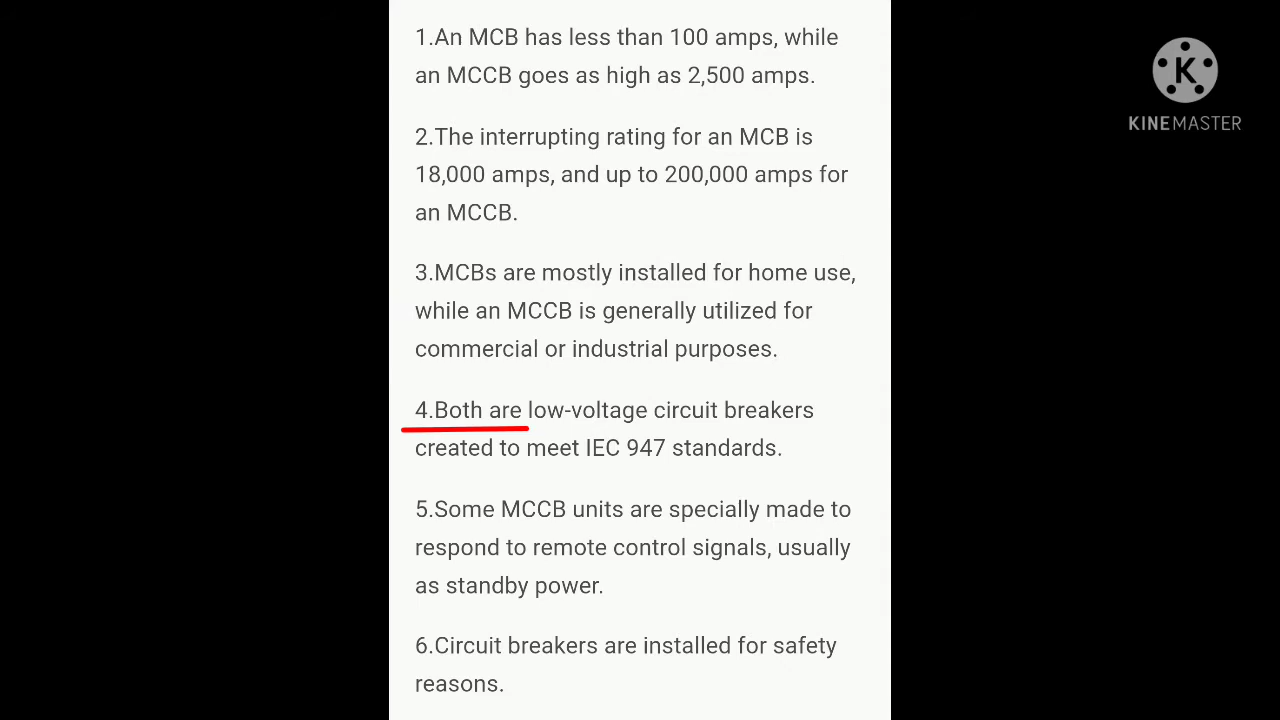 1.An MCB has less than 100 amps, while
an MCCB goes as high as 2,500 amps.
2.The interrupting rating for an MCB is
18,000 amps, and up to 200,000 amps for
an MCCB.
3.MCBs are mostly installed for home use,
while an MCCB is generally utilized for
commercial or industrial purposes.
4.Both are low-voltage circuit breakers
created to meet IEC 947 standards.
5.Some MCCB units are specially made to
respond to remote control signals, usually
as standby power.
6.Circuit breakers are installed for safety
reasons.
K
KINEMASTER